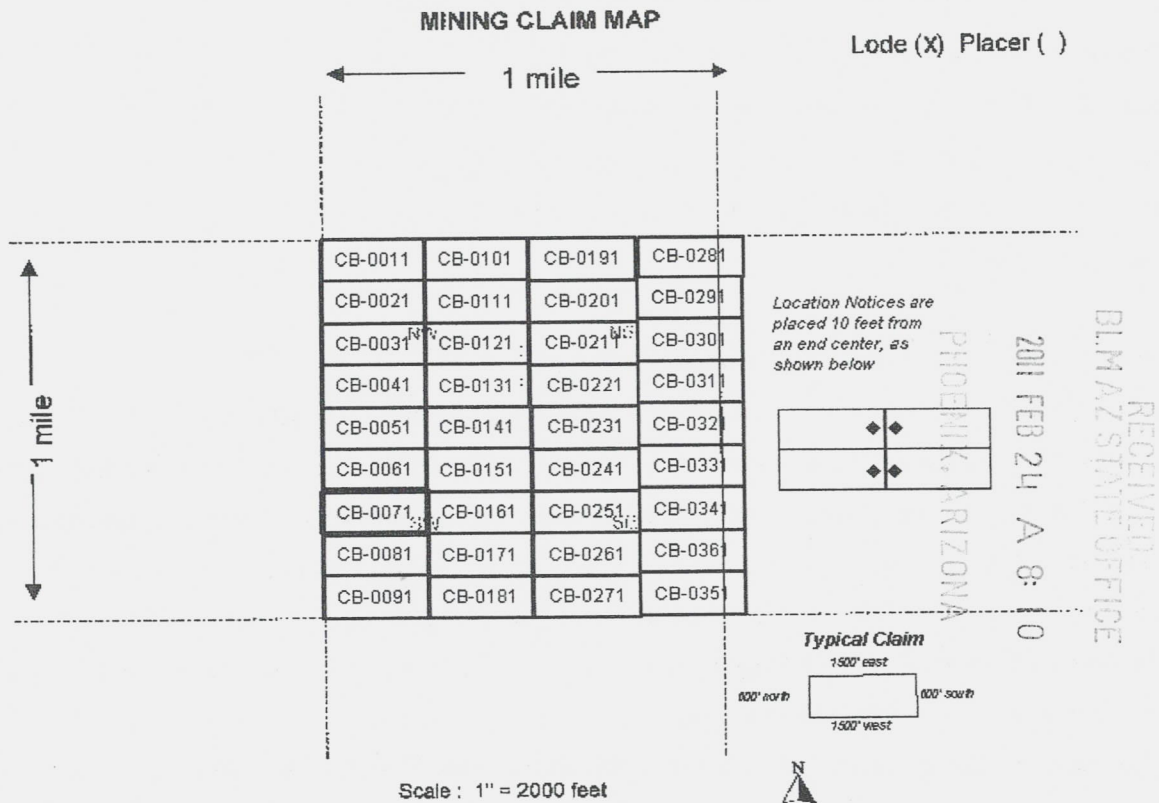 MINING CLAIM MAP
Lode (x) Placer ( )
1 mile
1 mile
CB-0011 CB-0101 CB-0191 CB-0281
CB-0021 CB-0111 CB-0201 CB-0291
CB-0031 NW CB-0121 CB-0211 NE CB-0301
CB-0041 CB-0131 CB-0221 CB-0311
CB-0051 CB-0141 CB-0231 CB-0321
CB-0061 CB-0151 CB-0241 CB-0331
CB-0071 SW CB-0161 CB-0251 SE CB-0341
CB-0081 CB-0171 CB-0261 CB-0361
CB-0091 CB-0181 CB-0271 CB-0351
Location Notices are
placed 10 feet from
an end center, as
shown below
RECEIVED
BLM AZ STATE OFFICE
2011 FEB 24 A 8: 10
PHOENIX, ARIZONA
Typical Claim
1500' east
600' north
600' south
1500' west
N
Scale : 1" = 2000 feet